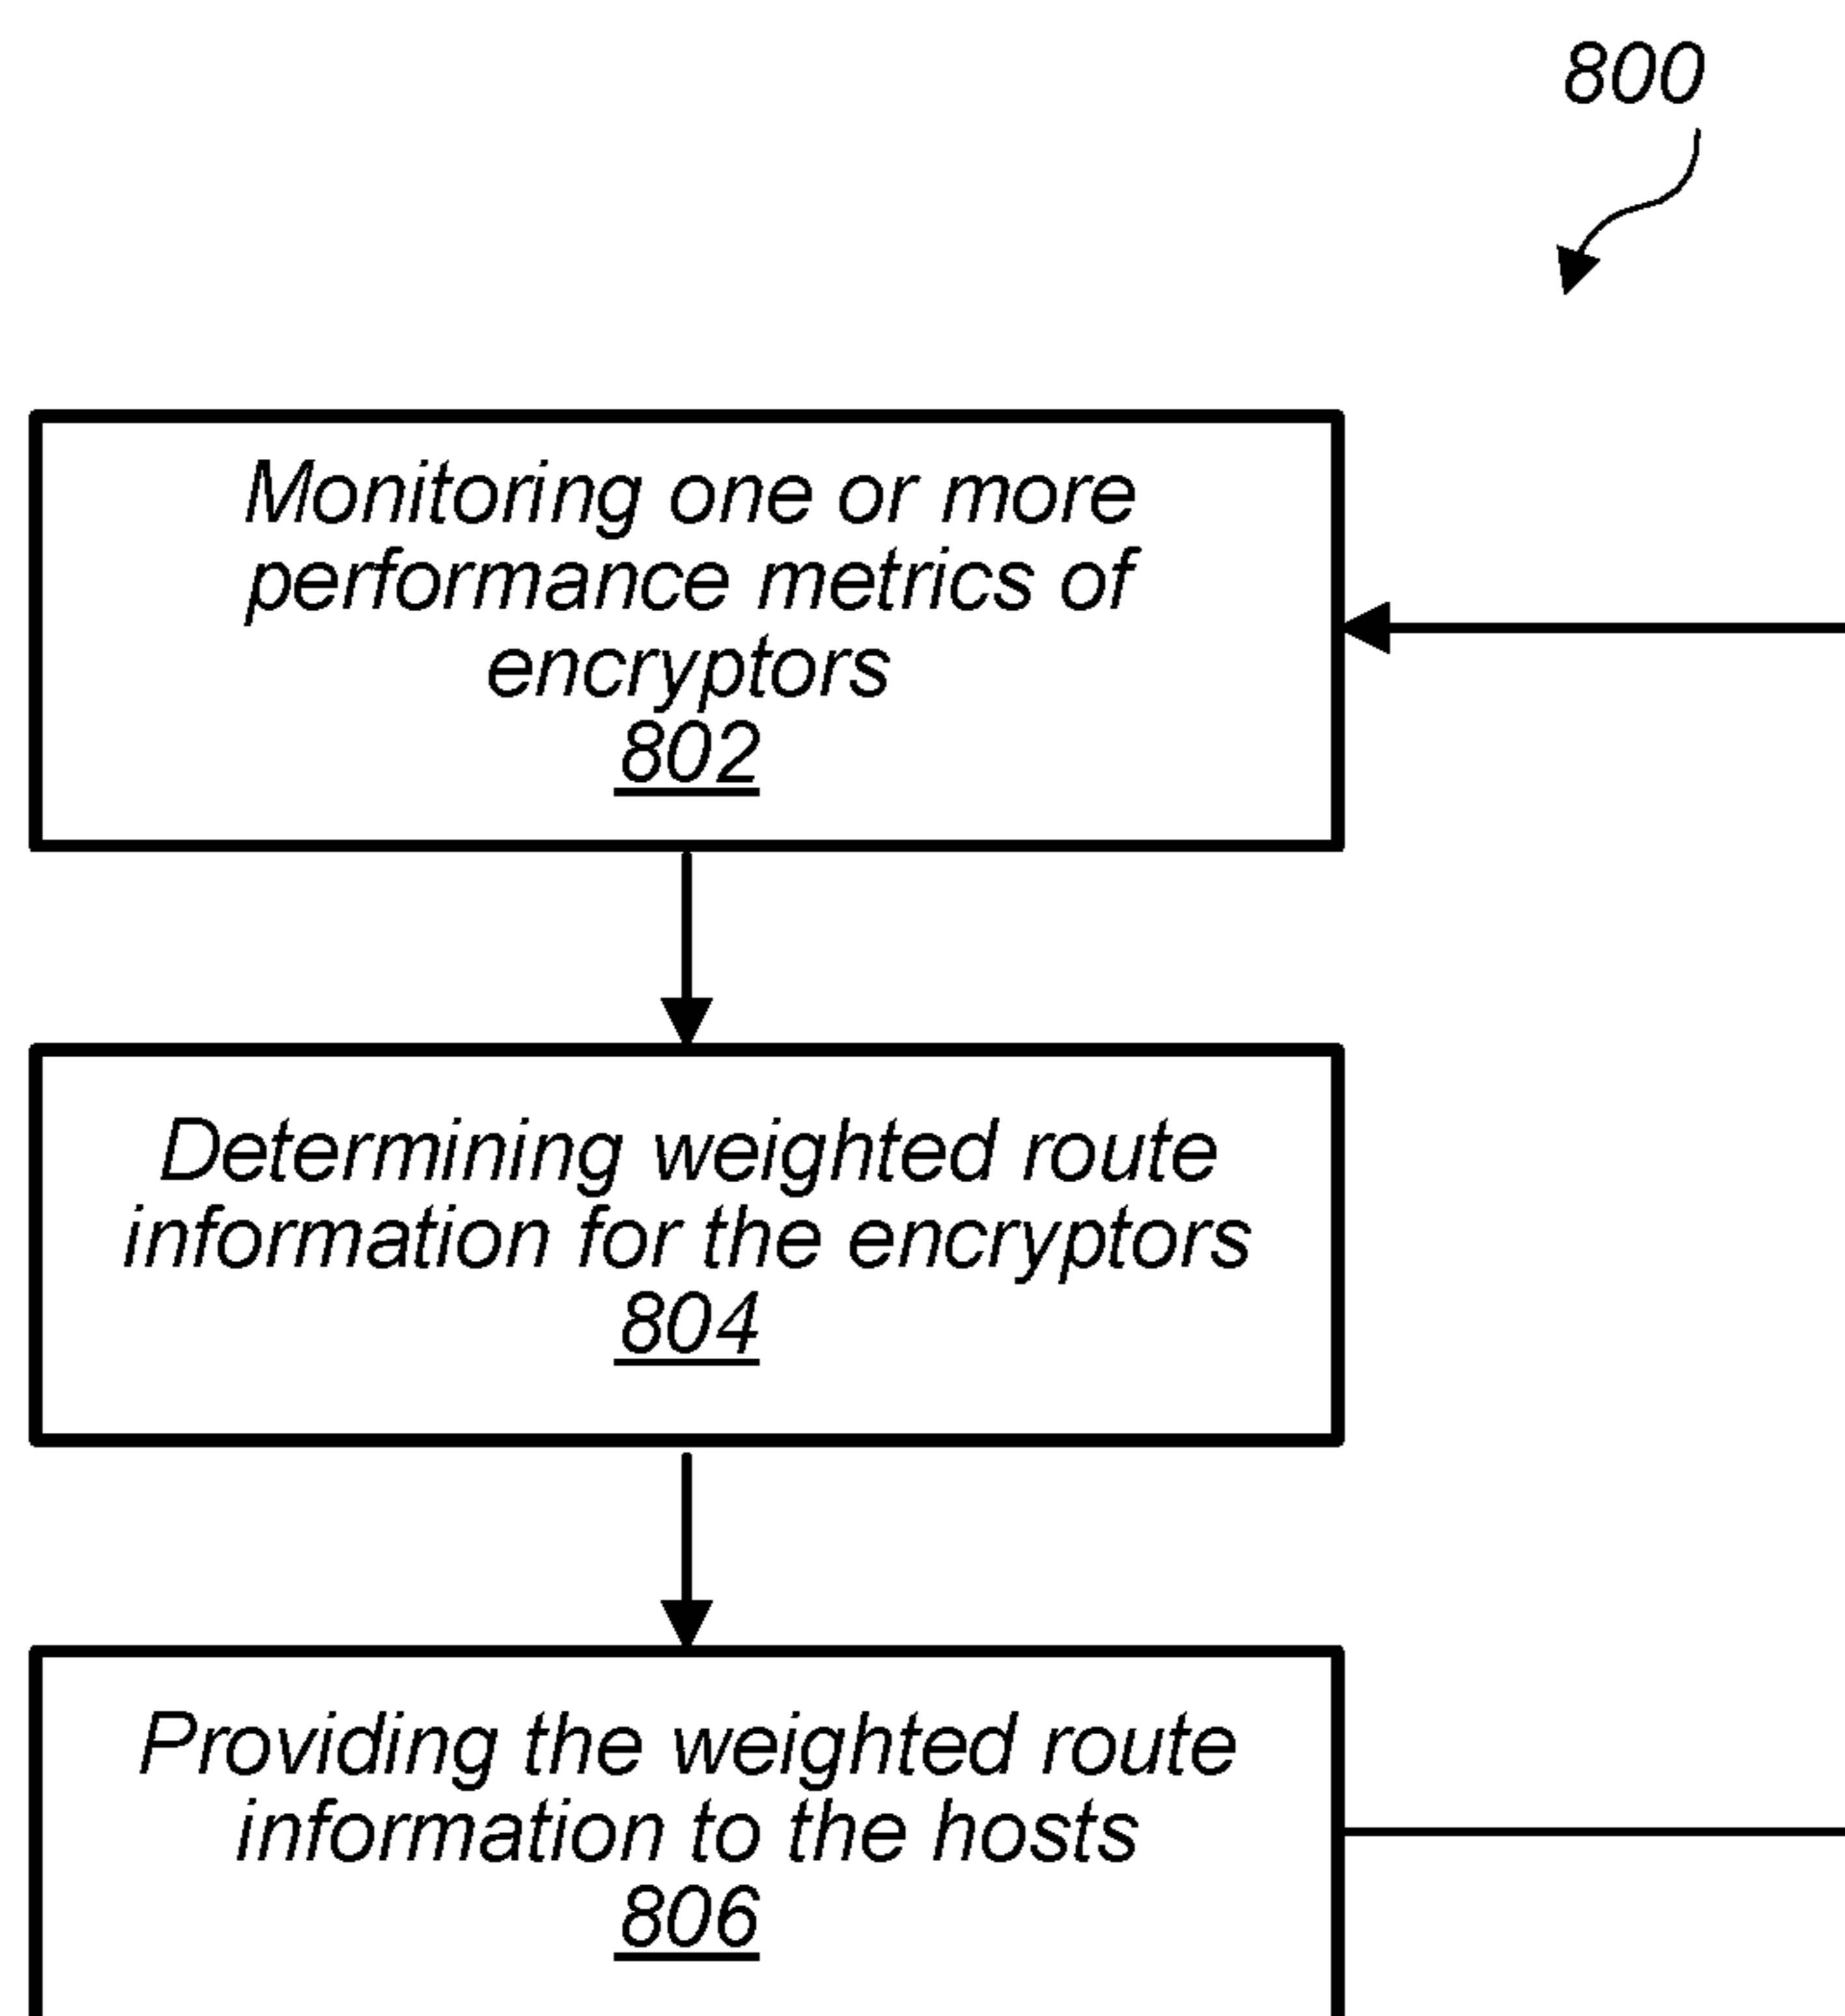 800
Monitoring one or more
performance metrics of
encryptors
802
Determining weighted route
information for the encryptors
804
Providing the weighted route
information to the hosts
806